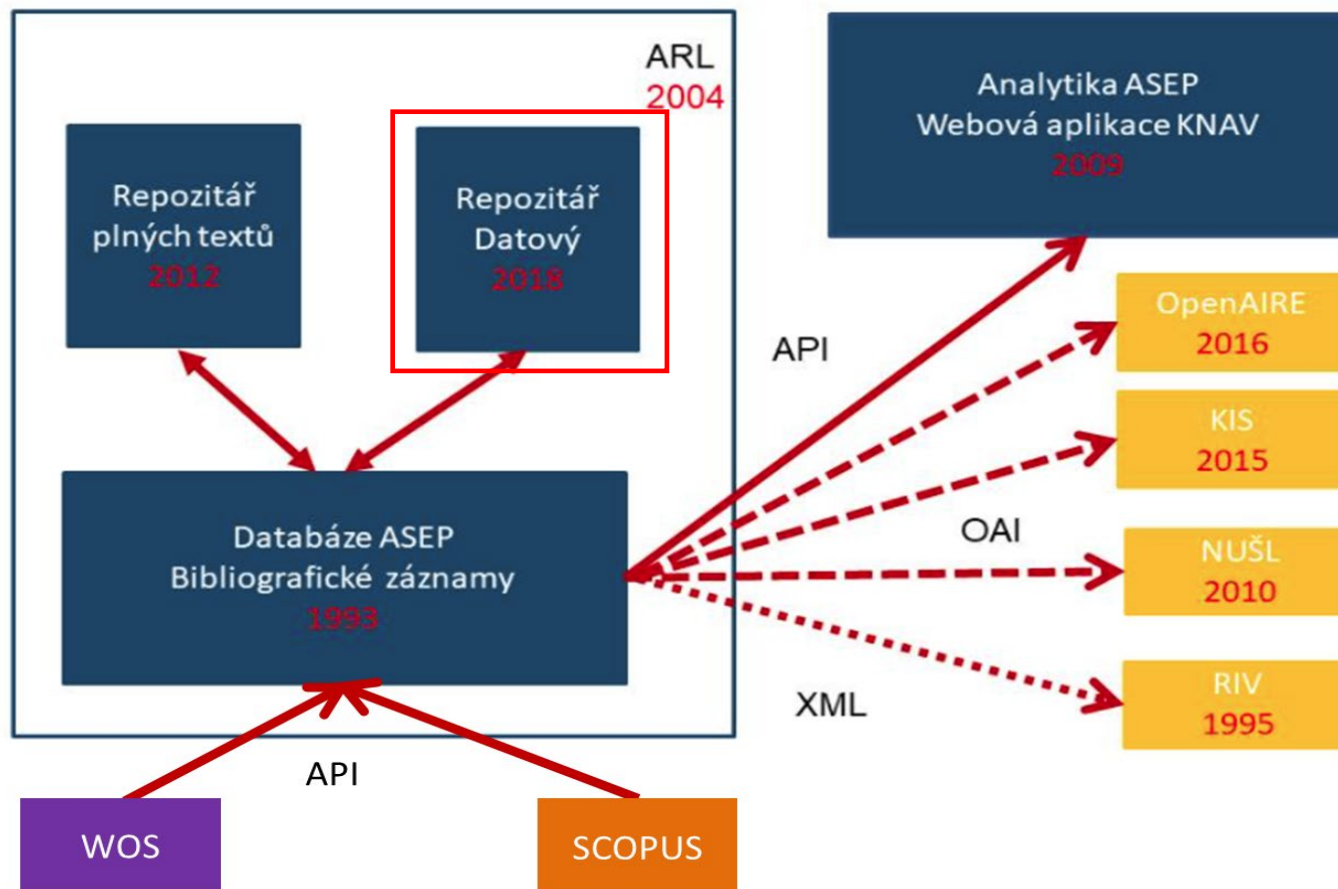 ARL
2004
Repozitář
plných textů
2012
Repozitář
Datový
2018
Databáze ASEP
Bibliografické záznamy
1993
API
WOS
SCOPUS
Analytika ASEP
Webová aplikace KNAV
2009
API
OpenAIRE
2016
KIS
2015
OAI
NUŠL
2010
XML
RIV
1995